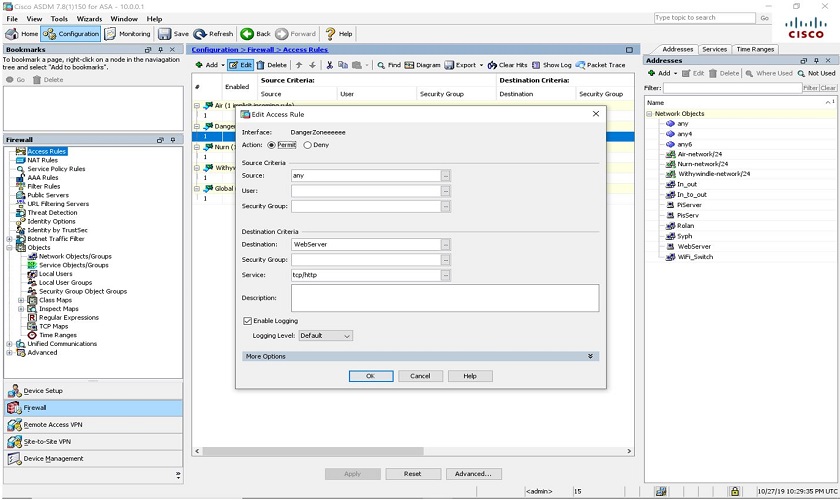 Cisco ASDM 7.8(1)150 for ASA - 10.0.0.1
File View Tools Wizards Window Help
Type topic to search Go
Home Configuration Monitoring Save Refresh Back Forward Help
CISCO
Bookmarks
To bookmark a page, right-click on a node in the naviagation
tree and select "Add to bookmarks".
Go Delete
Firewall
Access Rules
NAT Rules
Service Policy Rules
AAA Rules
Filter Rules
Public Servers
URL Filtering Servers
Threat Detection
Identity Options
Identity by TrustSec
Botnet Traffic Filter
Objects
Network Objects/Groups
Service Objects/Groups
Local Users
Local User Groups
Security Group Object Groups
Class Maps
Inspect Maps
Regular Expressions
TCP Maps
Time Ranges
Unified Communications
Advanced
Device Setup
Firewall
Remote Access VPN
Site-to-Site VPN
Device Management
Configuration > Firewall > Access Rules
Add Edit Delete Find Diagram Export Clear Hits Show Log Packet Trace
# Enabled Source Criteria: Destination Criteria:
Source User Security Group Destination Security Group
Air (1 implicit incoming rule)
1
Danger
1
Nurn (1
1
Withyw
1
Global
1
Edit Access Rule
Interface: DangerZoneeeeee
Action: Permit Deny
Source Criteria
Source: any ...
User: ...
Security Group: ...
Destination Criteria
Destination: WebServer ...
Security Group: ...
Service: tcp/http ...
Description:
Enable Logging
Logging Level: Default
More Options
OK Cancel Help
Apply Reset Advanced...
Addresses Services Time Ranges
Addresses
Add Edit Delete Where Used Not Used
Filter: Filter Clear
Name
Network Objects
any
any4
any6
Air-network/24
Nurn-network/24
Withywindle-network/24
In_out
In_to_out
PiServer
PisServ
Rolan
Syph
WebServer
WiFi_Switch
<admin> 15 10/27/19 10:29:35 PM UTC